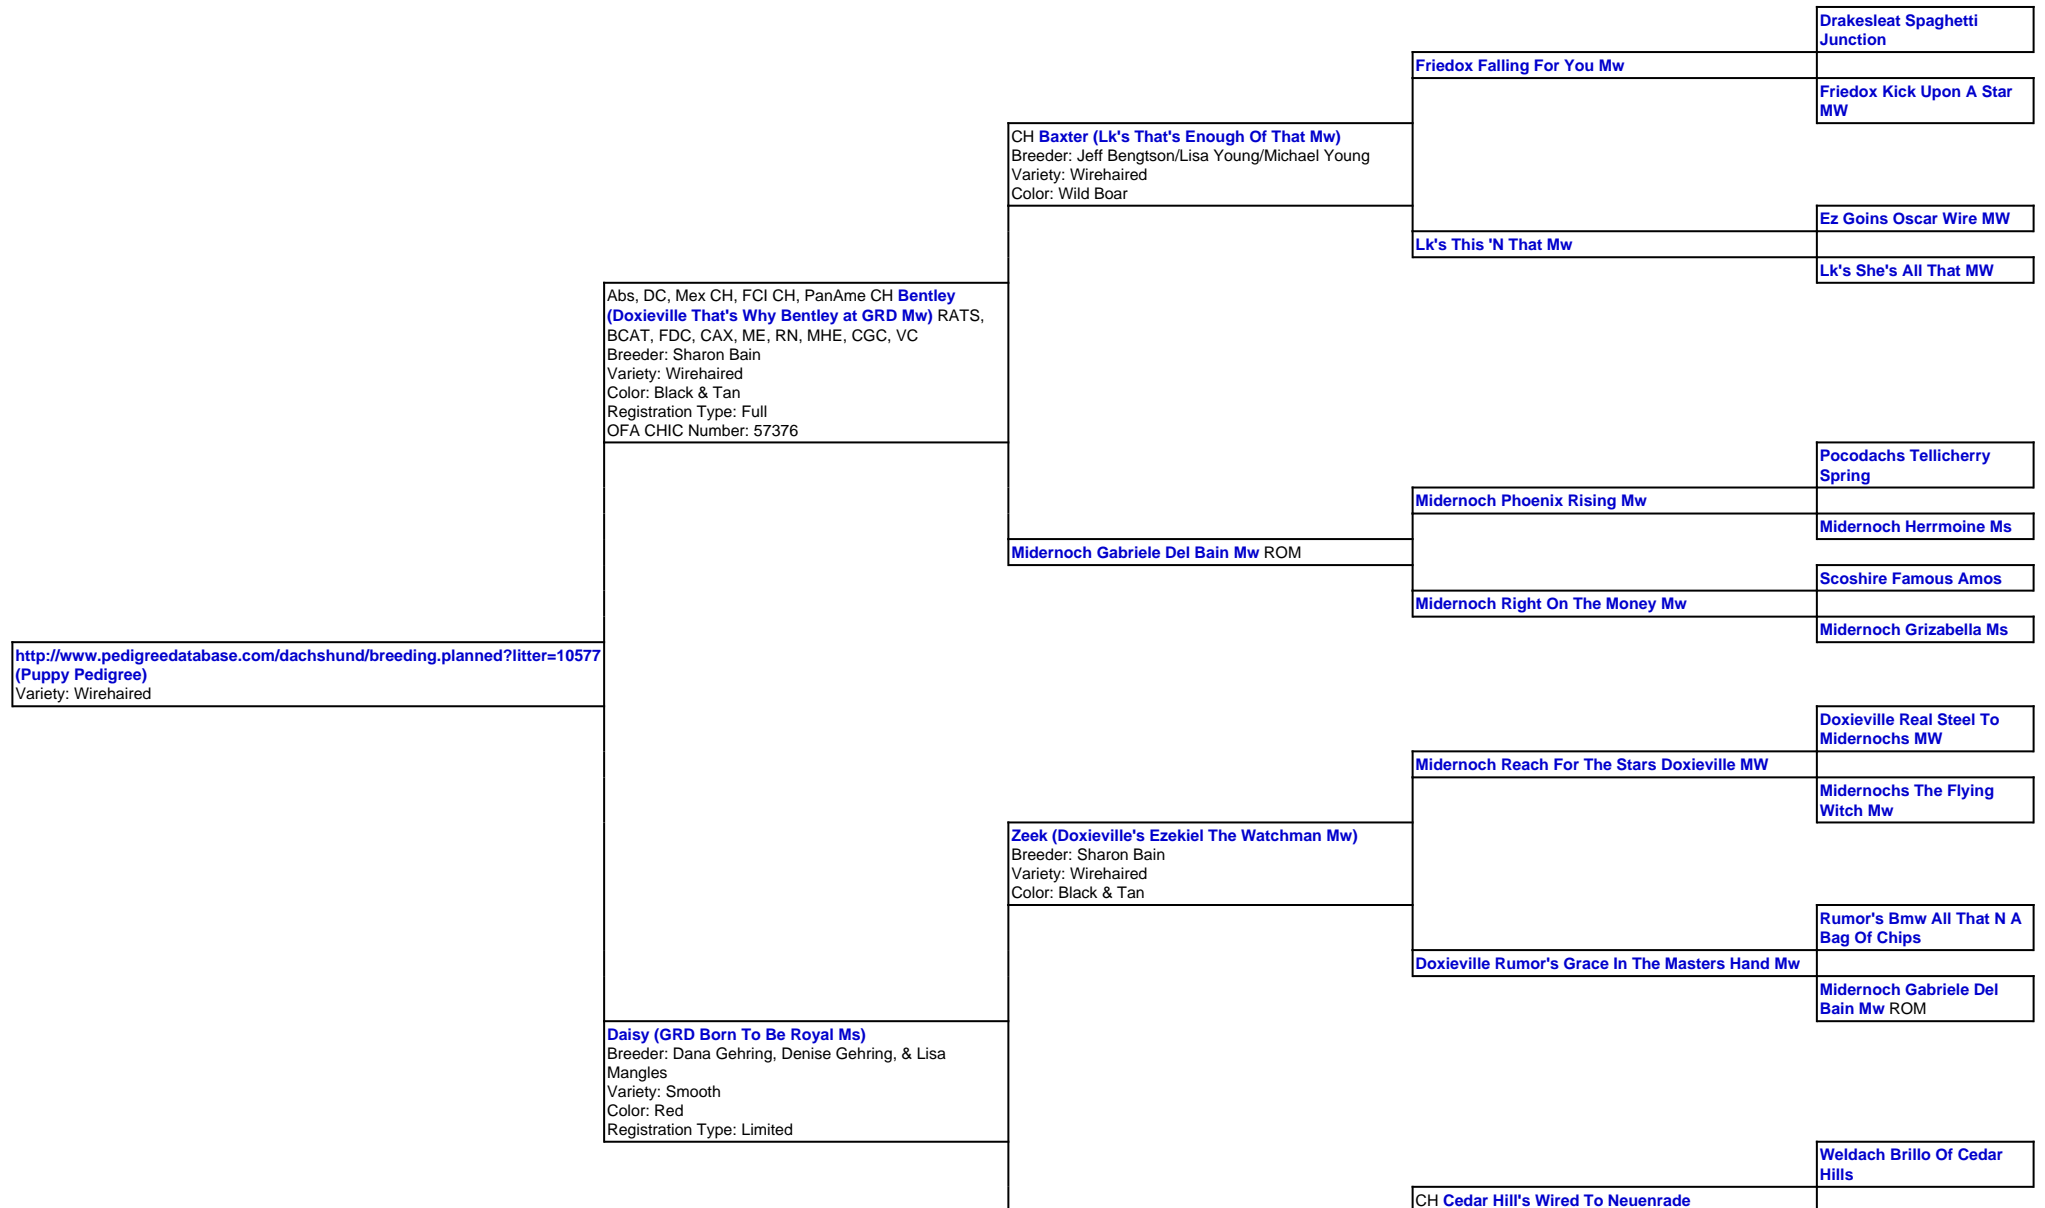 Drakesleat Spaghetti
Junction
Friedox Falling For You Mw
Friedox Kick Upon A Star
MW
CH Baxter (Lk's That's Enough Of That Mw)
Breeder: Jeff Bengtson/Lisa Young/Michael Young
Variety: Wirehaired
Color: Wild Boar
Ez Goins Oscar Wire MW
Lk's This 'N That Mw
Lk's She's All That MW
Abs, DC, Mex CH, FCI CH, PanAme CH Bentley
(Doxieville That's Why Bentley at GRD Mw) RATS,
BCAT, FDC, CAX, ME, RN, MHE, CGC, VC
Breeder: Sharon Bain
Variety: Wirehaired
Color: Black & Tan
Registration Type: Full
OFA CHIC Number: 57376
Pocodachs Tellicherry
Spring
Midernoch Phoenix Rising Mw
Midernoch Herrmoine Ms
Midernoch Gabriele Del Bain Mw ROM
Scoshire Famous Amos
Midernoch Right On The Money Mw
Midernoch Grizabella Ms
http://www.pedigreedatabase.com/dachshund/breeding.planned?litter=10577
(Puppy Pedigree)
Variety: Wirehaired
Doxieville Real Steel To
Midernochs MW
Midernoch Reach For The Stars Doxieville MW
Midernochs The Flying
Witch Mw
Zeek (Doxieville's Ezekiel The Watchman Mw)
Breeder: Sharon Bain
Variety: Wirehaired
Color: Black & Tan
Rumor's Bmw All That N A
Bag Of Chips
Doxieville Rumor's Grace In The Masters Hand Mw
Midernoch Gabriele Del
Bain Mw ROM
Daisy (GRD Born To Be Royal Ms)
Breeder: Dana Gehring, Denise Gehring, & Lisa
Mangles
Variety: Smooth
Color: Red
Registration Type: Limited
Weldach Brillo Of Cedar
Hills
CH Cedar Hill's Wired To Neuenrade